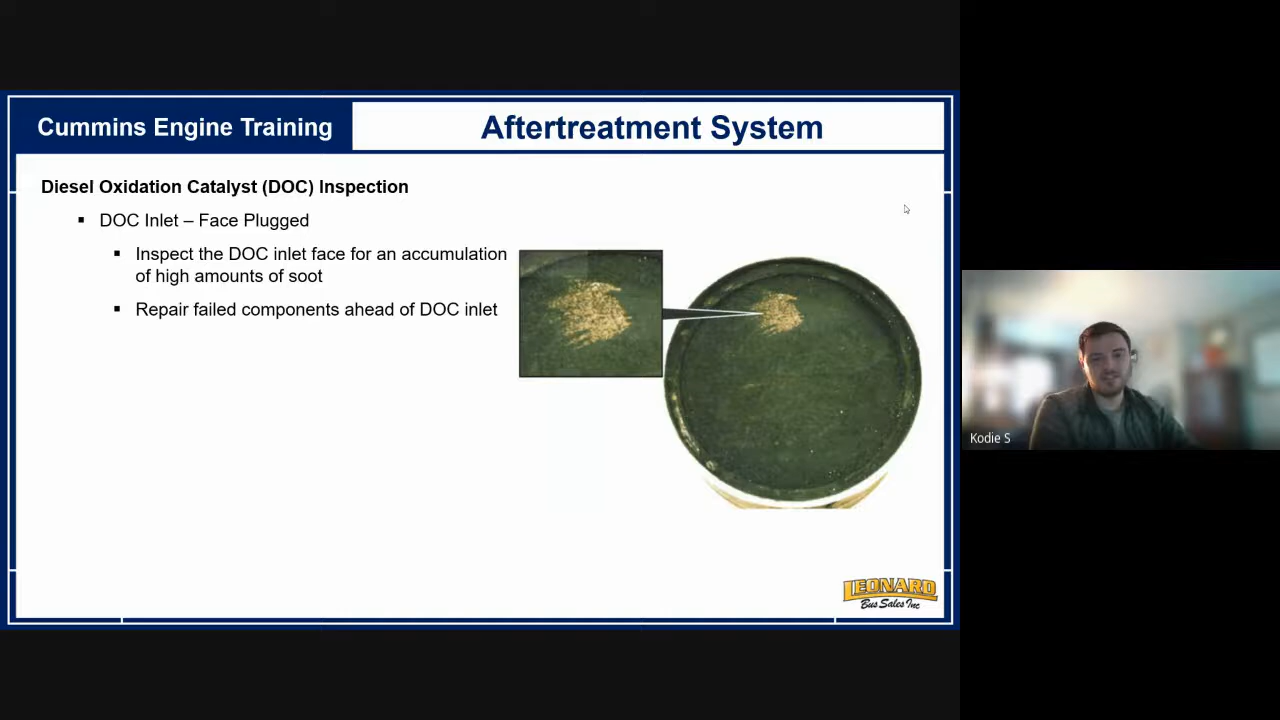 Cummins Engine Training
Aftertreatment System
Diesel Oxidation Catalyst (DOC) Inspection
▪ DOC Inlet – Face Plugged
▪ Inspect the DOC inlet face for an accumulation
of high amounts of soot
▪ Repair failed components ahead of DOC inlet
LEONARD
Bus Sales Inc
Kodie S